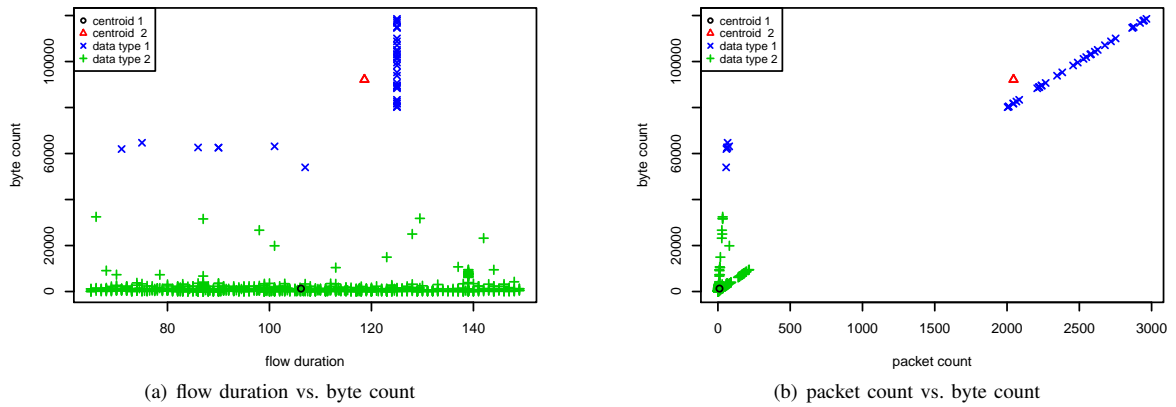 centroid 1
centroid 2
data type 1
data type 2
byte count
0
20000
60000
100000
80
100
120
140
flow duration
(a) flow duration vs. byte count
centroid 1
centroid 2
data type 1
data type 2
byte count
0
20000
60000
100000
0
500
1000
1500
2000
2500
3000
packet count
(b) packet count vs. byte count